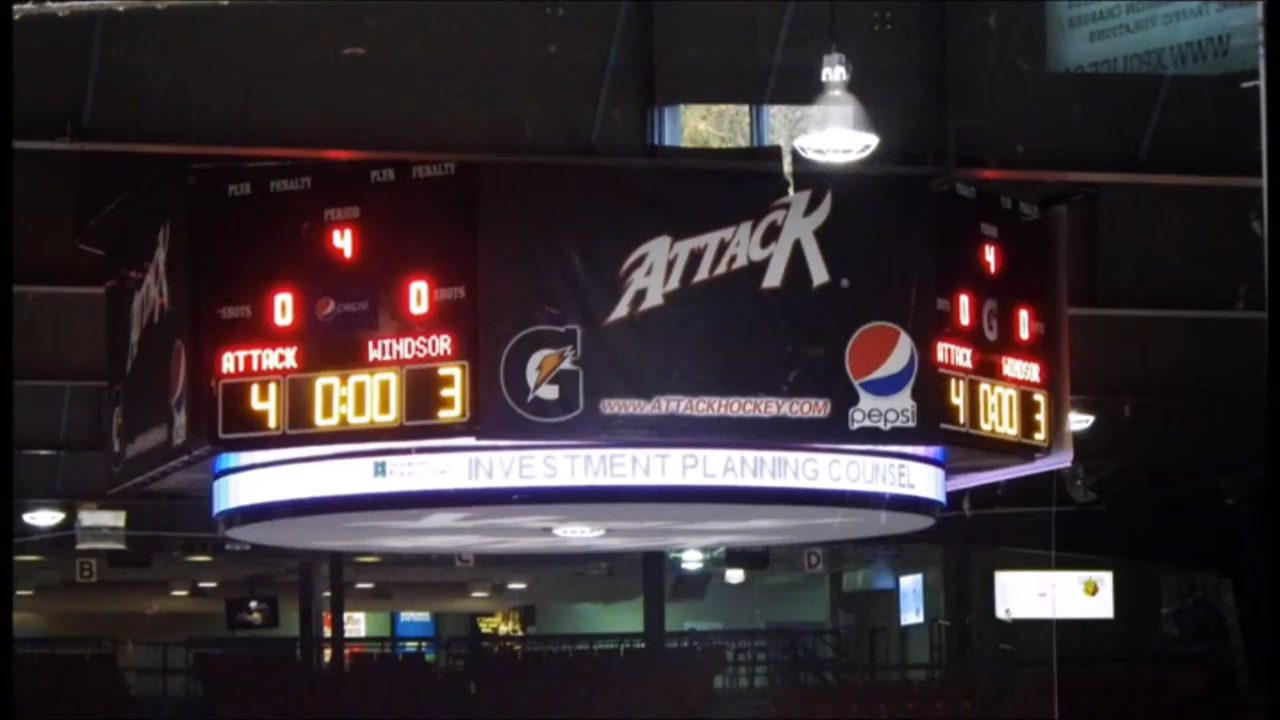 PLYR PENALTY PLYR PENALTY
PERIOD
4
SHOTS 0 pepsi 0 SHOTS
ATTACK WINDSOR
4 0:00 3
ATTACK
G
WWW.ATTACKHOCKEY.COM
pepsi
4
0 G 0
ATTACK WINDSOR
4 0:00 3
ATTACK
INVESTMENT PLANNING COUNSEL
B
C
D